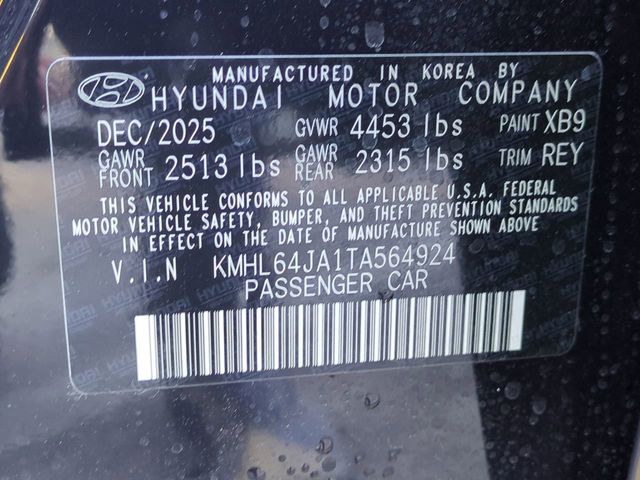 MANUFACTURED IN KOREA BY
HYUNDAI MOTOR COMPANY
DEC/2025 GVWR 4453 lbs PAINT XB9
GAWR FRONT 2513 lbs GAWR REAR 2315 lbs TRIM REY
THIS VEHICLE CONFORMS TO ALL APPLICABLE U.S.A. FEDERAL
MOTOR VEHICLE SAFETY, BUMPER, AND THEFT PREVENTION STANDARDS
IN EFFECT ON THE DATE OF MANUFACTURE SHOWN ABOVE
V.I.N KMHL64JA1TA564924
PASSENGER CAR